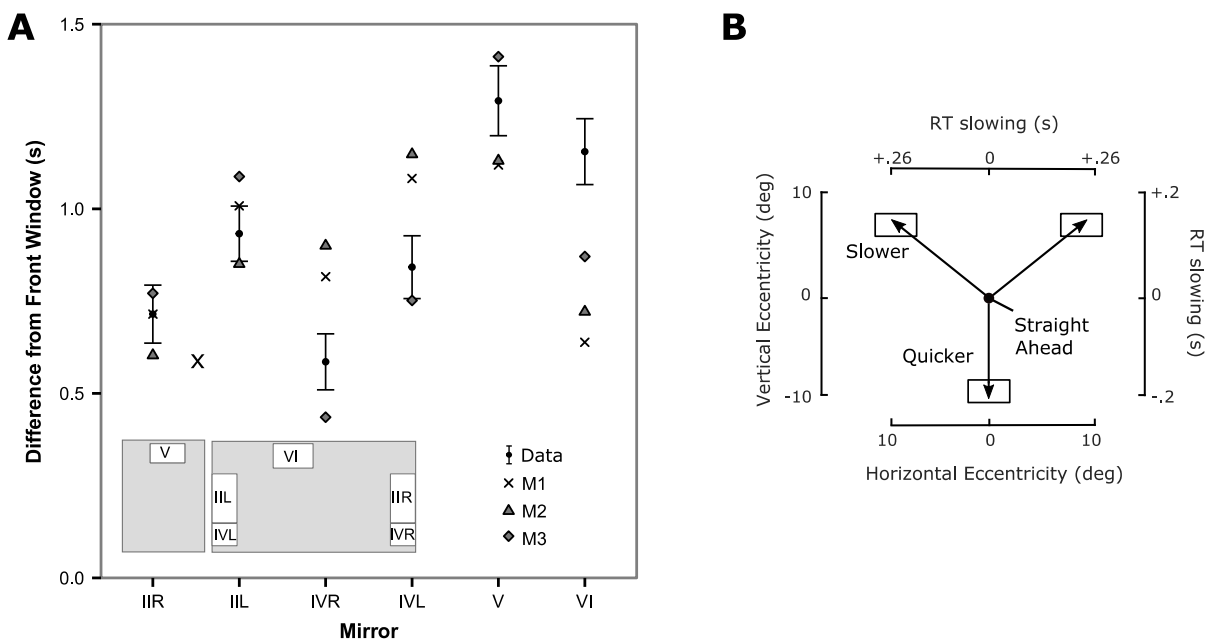 A
Difference from Front Window (s)
1.5
1.0
0.5
0.0
V
VI
IIL
IVL
IIR
IVR
Data
M1
M2
M3
IIR
IIL
IVR
IVL
V
VI
Mirror
B
RT slowing (s)
+.26
0
+.26
Vertical Eccentricity (deg)
10
0
-10
Slower
Straight
Ahead
Quicker
+.2
0
-.2
RT slowing (s)
10
0
10
Horizontal Eccentricity (deg)